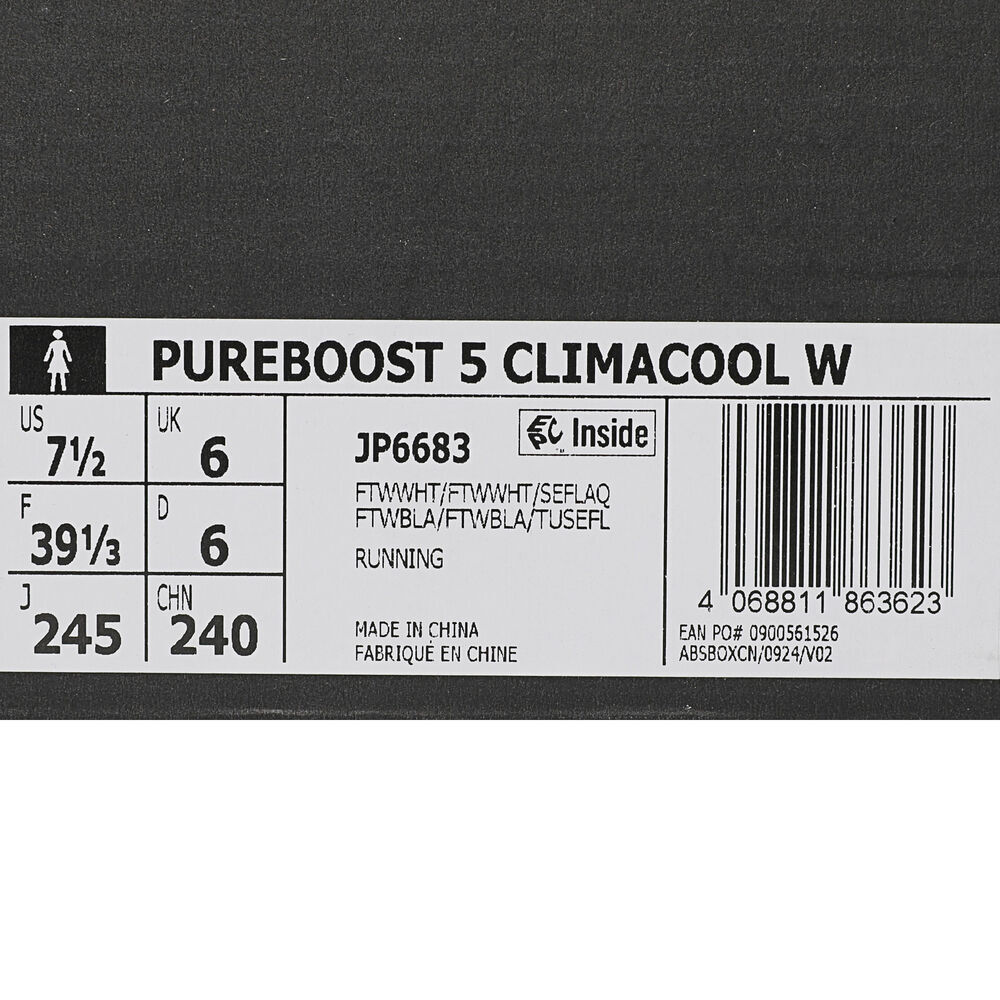 PUREBOOST 5 CLIMACOOL W
US 7½
UK 6
F 39⅓
D 6
J 245
CHN 240
JP6683
EPC Inside
FTWWHT/FTWWHT/SEFLAQ
FTWBLA/FTWBLA/TUSEFL
RUNNING
MADE IN CHINA
FABRIQUÉ EN CHINE
4 068811 863623
EAN PO# 0900561526
ABSBOXCN/0924/V02